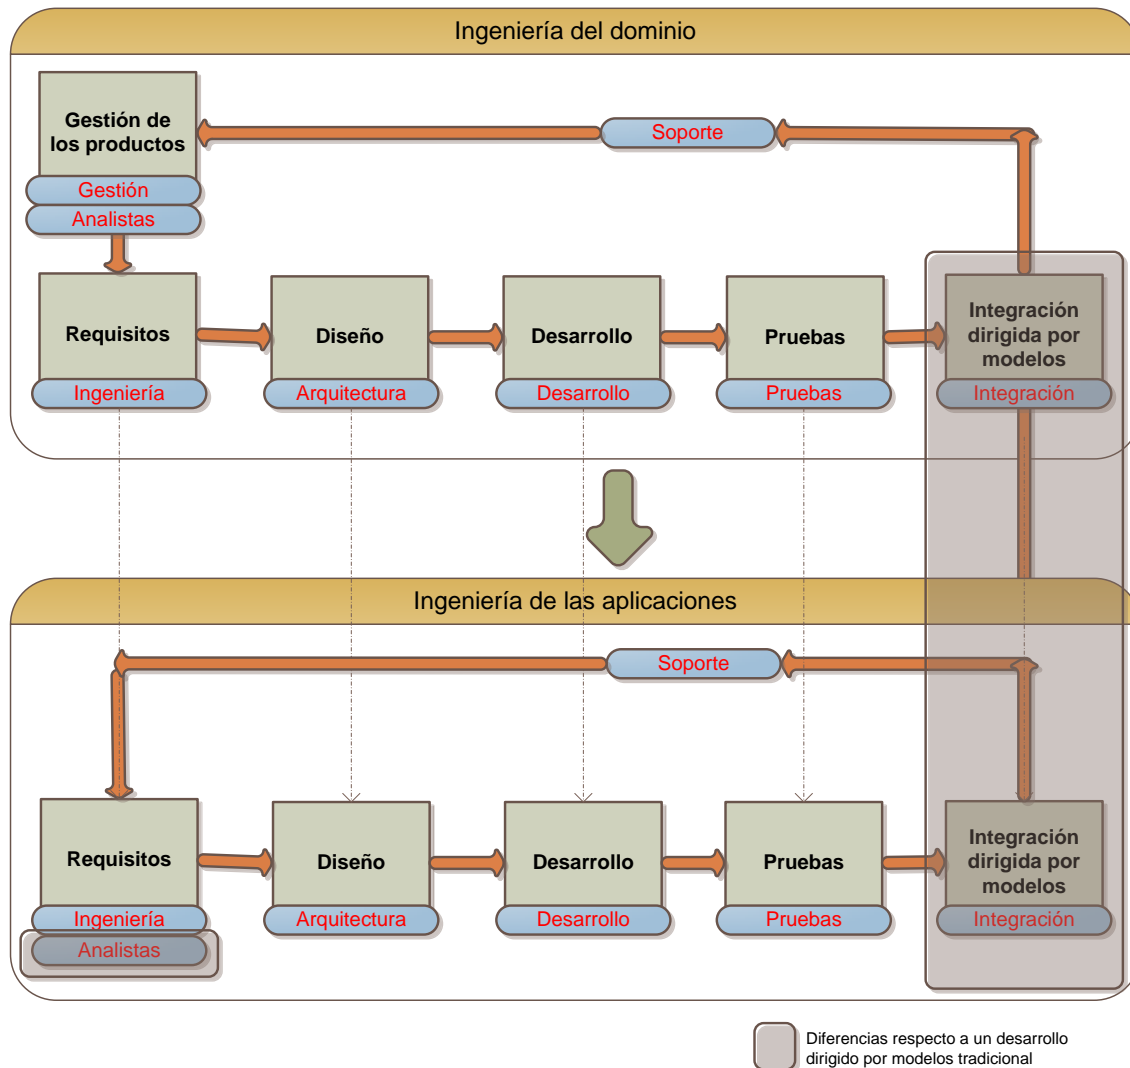 Ingeniería del dominio
Gestión de
los productos
Gestión
Analistas
Soporte
Requisitos
Ingeniería
Diseño
Arquitectura
Desarrollo
Desarrollo
Pruebas
Pruebas
Integración
dirigida por
modelos
Integración
Ingeniería de las aplicaciones
Soporte
Requisitos
Ingeniería
Analistas
Diseño
Arquitectura
Desarrollo
Desarrollo
Pruebas
Pruebas
Integración
dirigida por
modelos
Integración
Diferencias respecto a un desarrollo
dirigido por modelos tradicional